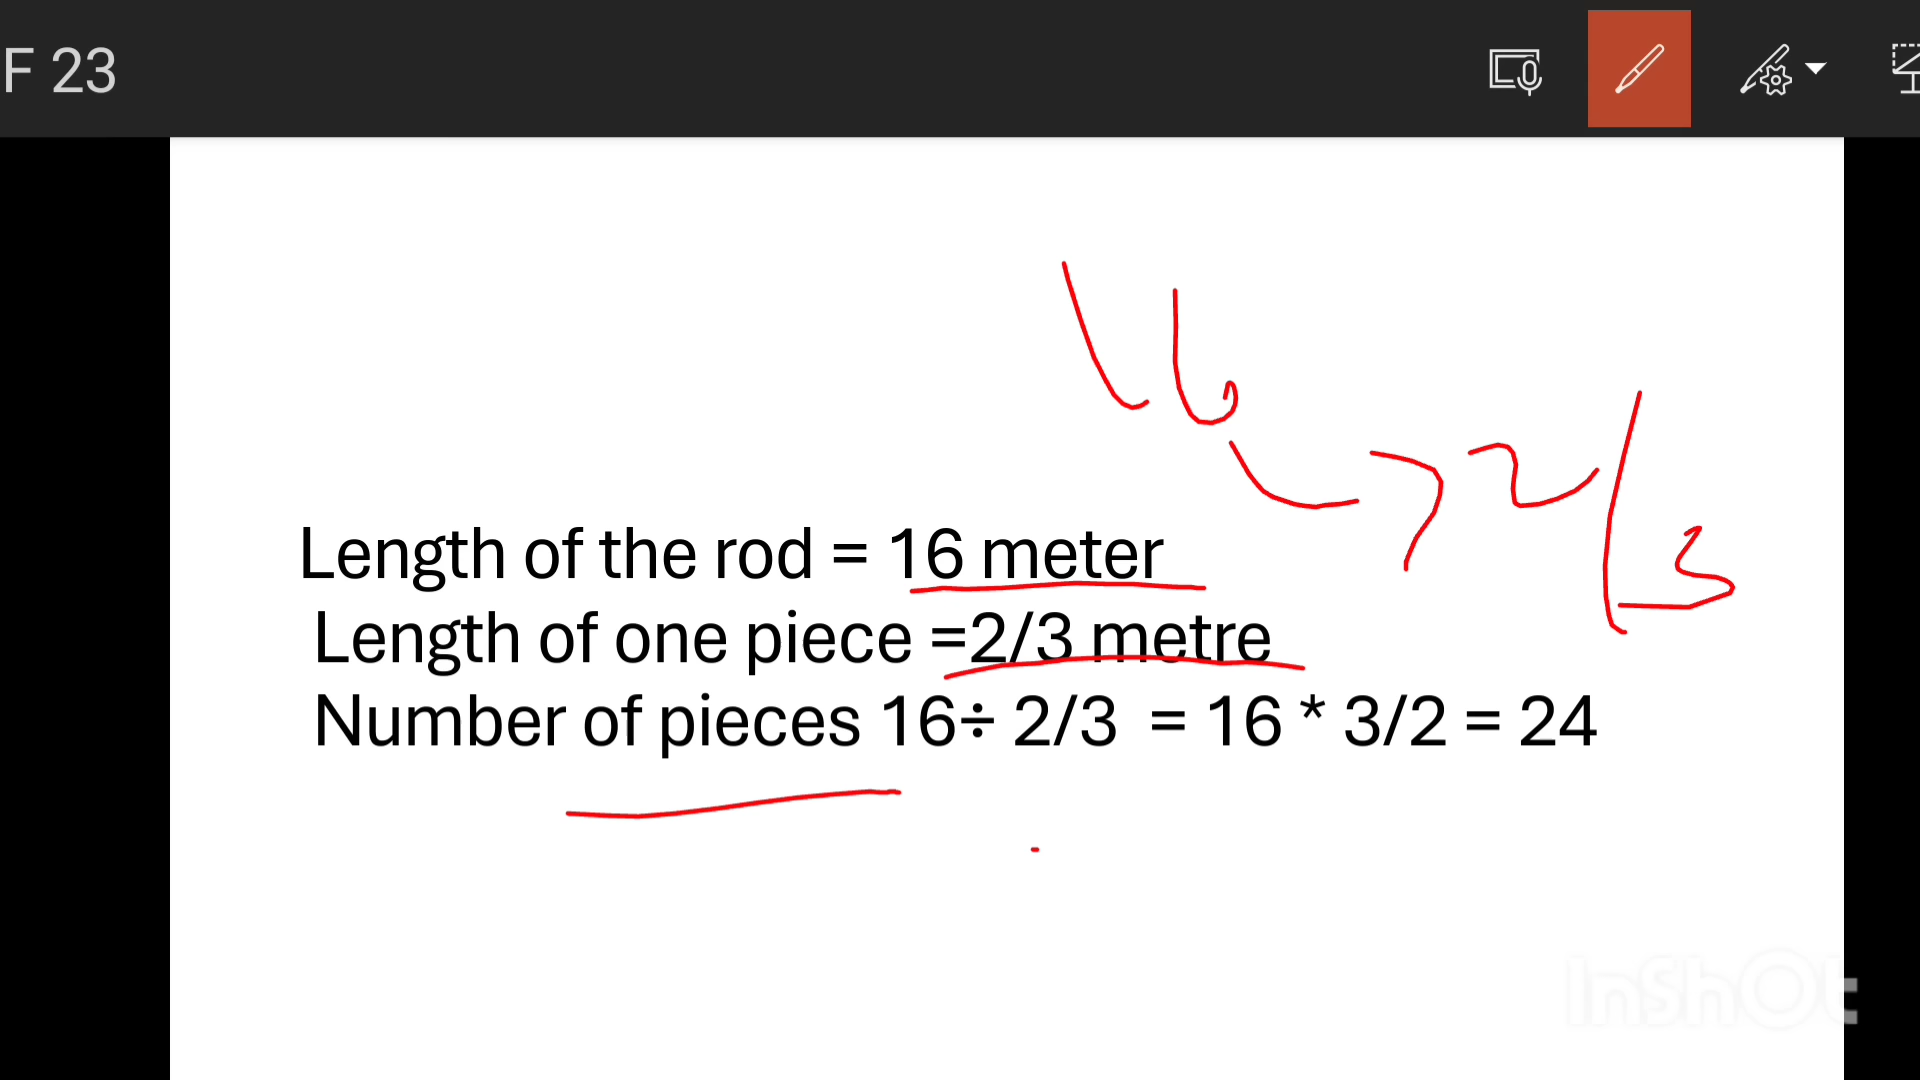 F 23
16
2/3
Length of the rod = 16 meter
Length of one piece =2/3 metre
Number of pieces 16÷ 2/3 = 16 * 3/2 = 24
InShOt